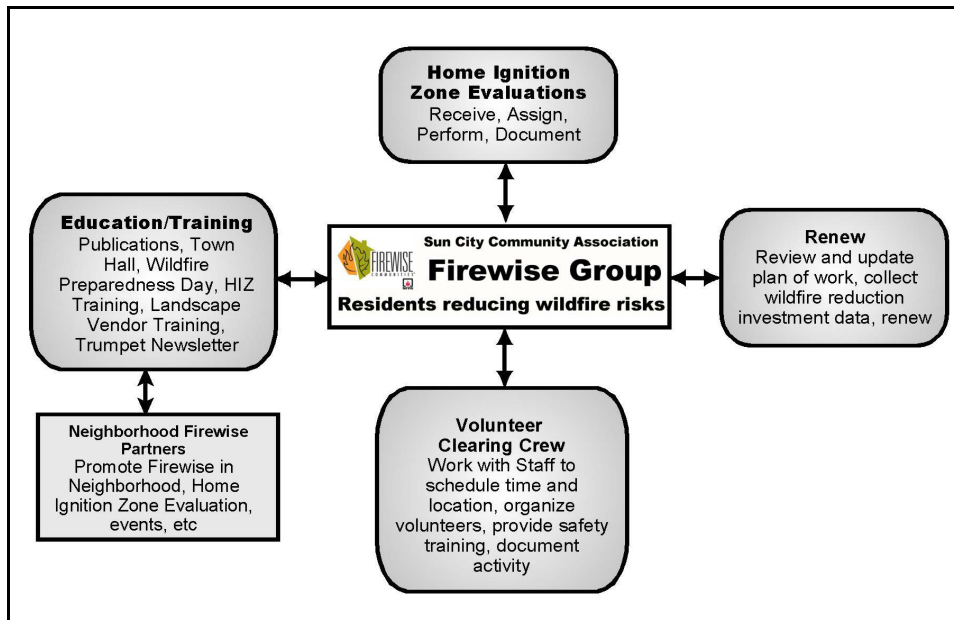 Home Ignition
Zone Evaluations
Receive, Assign,
Perform, Document
Education/Training
Publications, Town
Hall, Wildfire
Preparedness Day, HIZ
Training, Landscape
Vendor Training,
Trumpet Newsletter
FIREWISE
COMMUNITIES
Sun City Community Association
Firewise Group
Residents reducing wildfire risks
Renew
Review and update
plan of work, collect
wildfire reduction
investment data, renew
Neighborhood Firewise
Partners
Promote Firewise in
Neighborhood, Home
Ignition Zone Evaluation,
events, etc
Volunteer
Clearing Crew
Work with Staff to
schedule time and
location, organize
volunteers, provide safety
training, document
activity